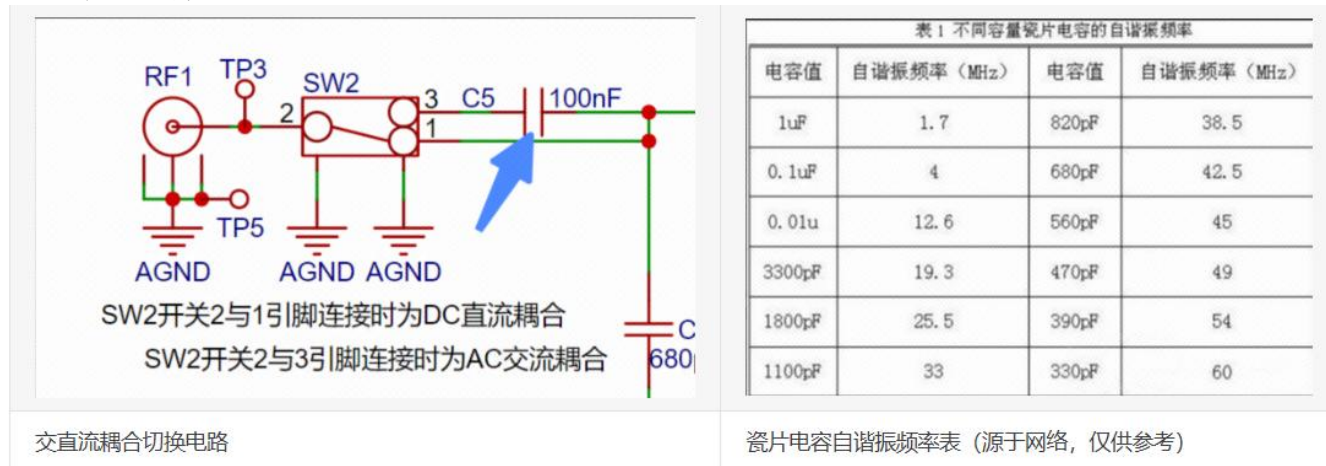 RF1 TP3 SW2
2 3 C5 100nF
1
TP5
AGND AGND AGND
C
680
SW2开关2与1引脚连接时为DC直流耦合
SW2开关2与3引脚连接时为AC交流耦合
交直流耦合切换电路
表1 不同容量瓷片电容的自谐振频率
电容值 自谐振频率（MHz） 电容值 自谐振频率（MHz）
1uF 1.7 820pF 38.5
0.1uF 4 680pF 42.5
0.01u 12.6 560pF 45
3300pF 19.3 470pF 49
1800pF 25.5 390pF 54
1100pF 33 330pF 60
瓷片电容自谐振频率表（源于网络，仅供参考）